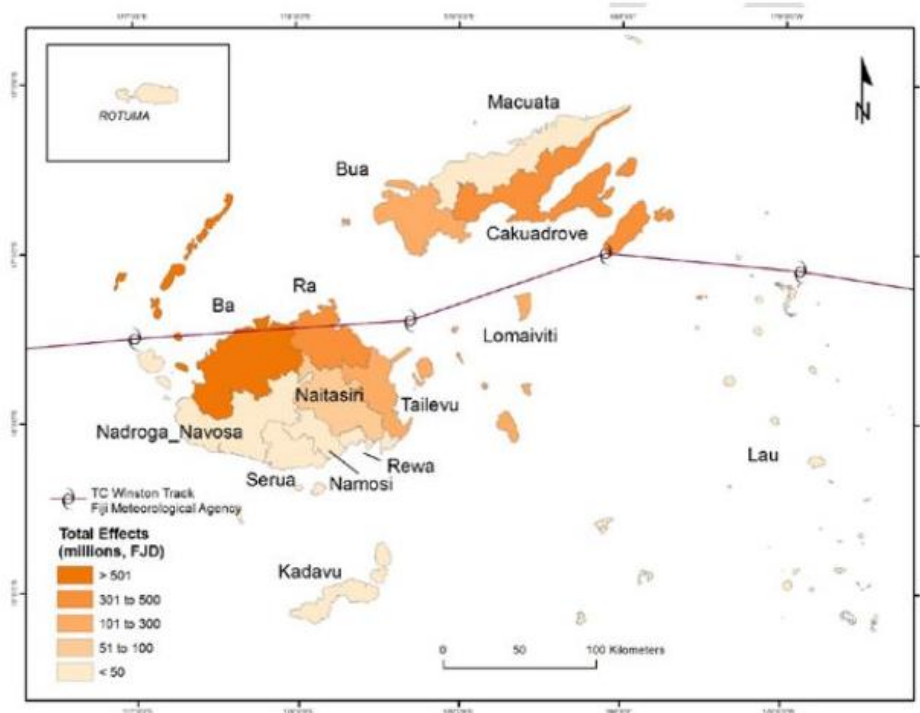 N
ROTUMA
Macuata
Bua
Cakuadrove
Ra
Ba
Lomaiviti
Naitasiri
Tailevu
Nadroga_Navosa
Rewa
Lau
Serua
Namosi
TC Winston Track
Fiji Meteorological Agency
Total Effects
(millions, FJD)
> 501
301 to 500
101 to 300
51 to 100
< 50
Kadavu
0 50 100 Kilometers